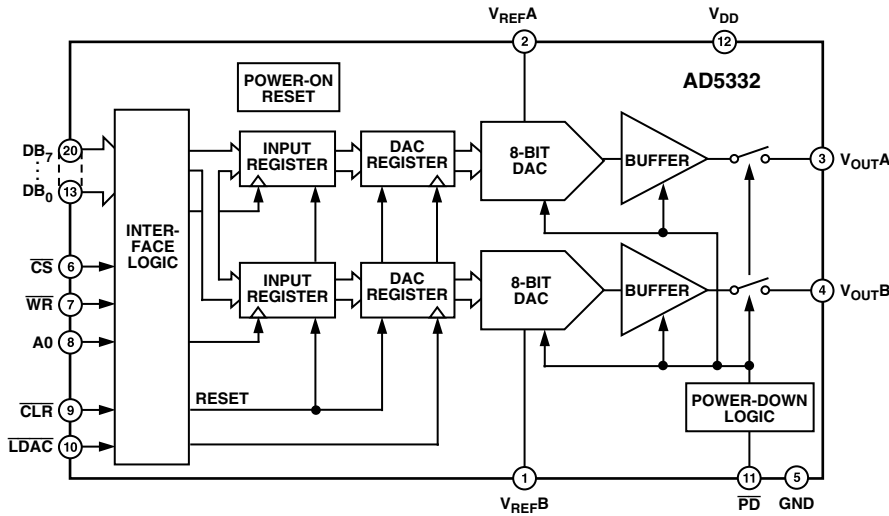 VREFA
VDD
2
12
POWER-ON
RESET
AD5332
DB7
20
DB0
13
INTER-
FACE
LOGIC
INPUT
REGISTER
DAC
REGISTER
8-BIT
DAC
BUFFER
3
VOUTA
CS
6
WR
7
A0
8
INPUT
REGISTER
DAC
REGISTER
8-BIT
DAC
BUFFER
4
VOUTB
CLR
9
RESET
LDAC
10
POWER-DOWN
LOGIC
1
11
5
VREFB
PD
GND